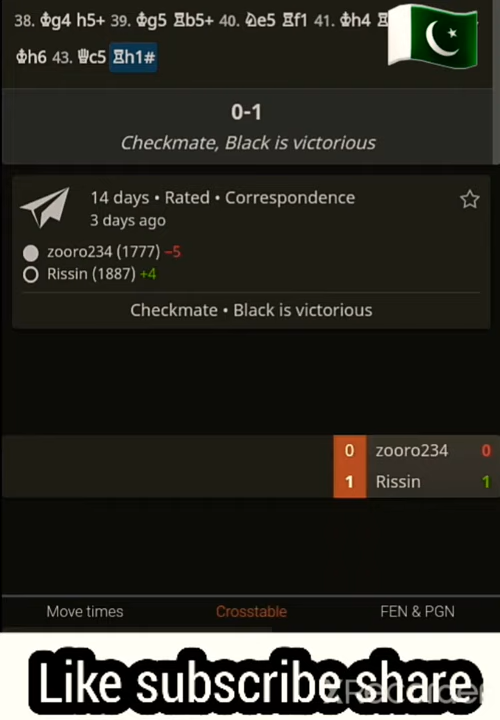 38. ♔g4 h5+ 39. ♔g5 ♖b5+ 40. ♘e5 ♖f1 41. ♔h4 ♖
♔h6 43. ♕c5 ♖h1#
0-1
Checkmate, Black is victorious
14 days • Rated • Correspondence
3 days ago
zooro234 (1777) −5
Rissin (1887) +4
Checkmate • Black is victorious
0 zooro234 0
1 Rissin 1
Move times Crosstable FEN & PGN
Like subscribe share